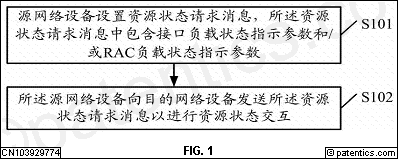 源网络设备设置资源状态请求消息，所述资源
状态请求消息中包含接口负载状态指示参数和/
或RAC负载状态指示参数
S101
所述源网络设备向目的网络设备发送所述资源
状态请求消息以进行资源状态交互
S102
CN103929774
FIG. 1
© patentics.com